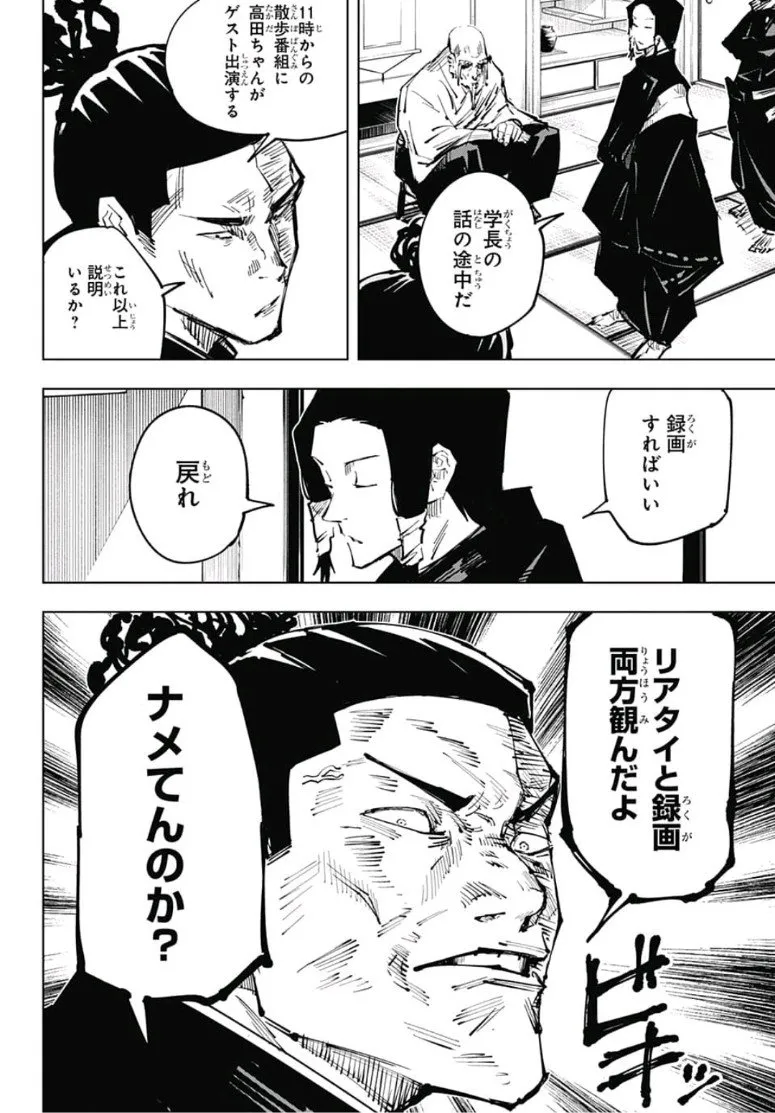 学長の
話の途中だ
11時からの
散歩番組に
高田ちゃんが
ゲスト出演する
これ以上
説明
いるか？
録画
すればいい
戻れ
リアタイと録画
両方観んだよ
ナメてんのか？
ビキッ